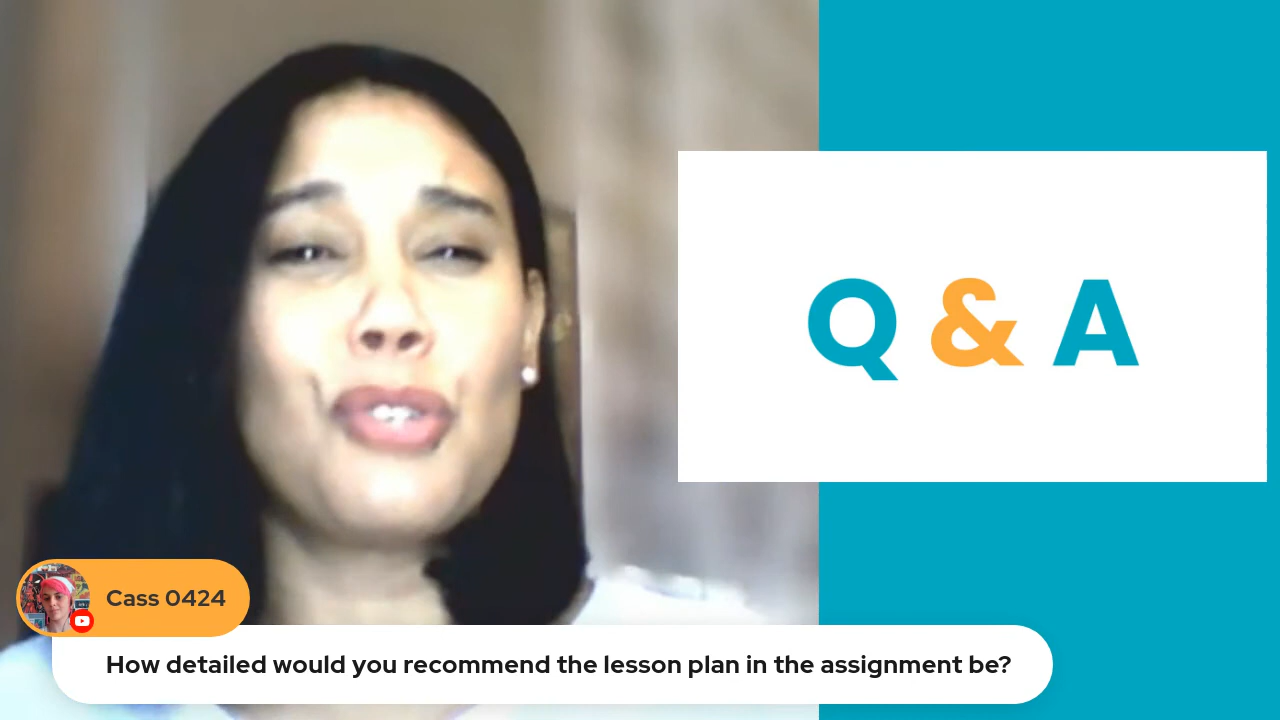 Q & A
Cass 0424
How detailed would you recommend the lesson plan in the assignment be?